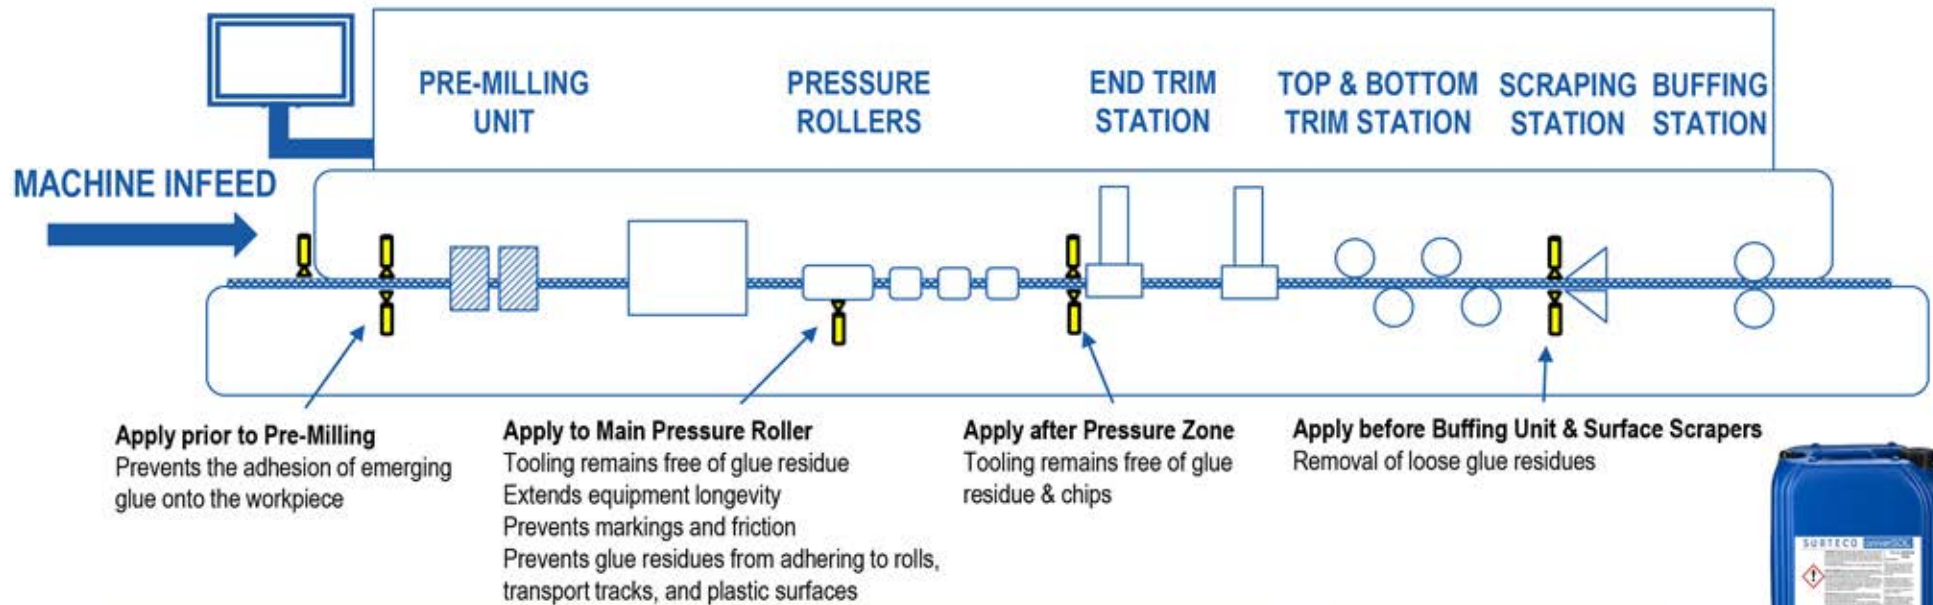 PRE-MILLING
UNIT
PRESSURE
ROLLERS
END TRIM
STATION
TOP & BOTTOM
TRIM STATION
SCRAPING
STATION
BUFFING
STATION
MACHINE INFEED
Apply prior to Pre-Milling
Prevents the adhesion of emerging
glue onto the workpiece
Apply to Main Pressure Roller
Tooling remains free of glue residue
Extends equipment longevity
Prevents markings and friction
Prevents glue residues from adhering to rolls,
transport tracks, and plastic surfaces
Apply after Pressure Zone
Tooling remains free of glue
residue & chips
Apply before Buffing Unit & Surface Scrapers
Removal of loose glue residues
SURTECO